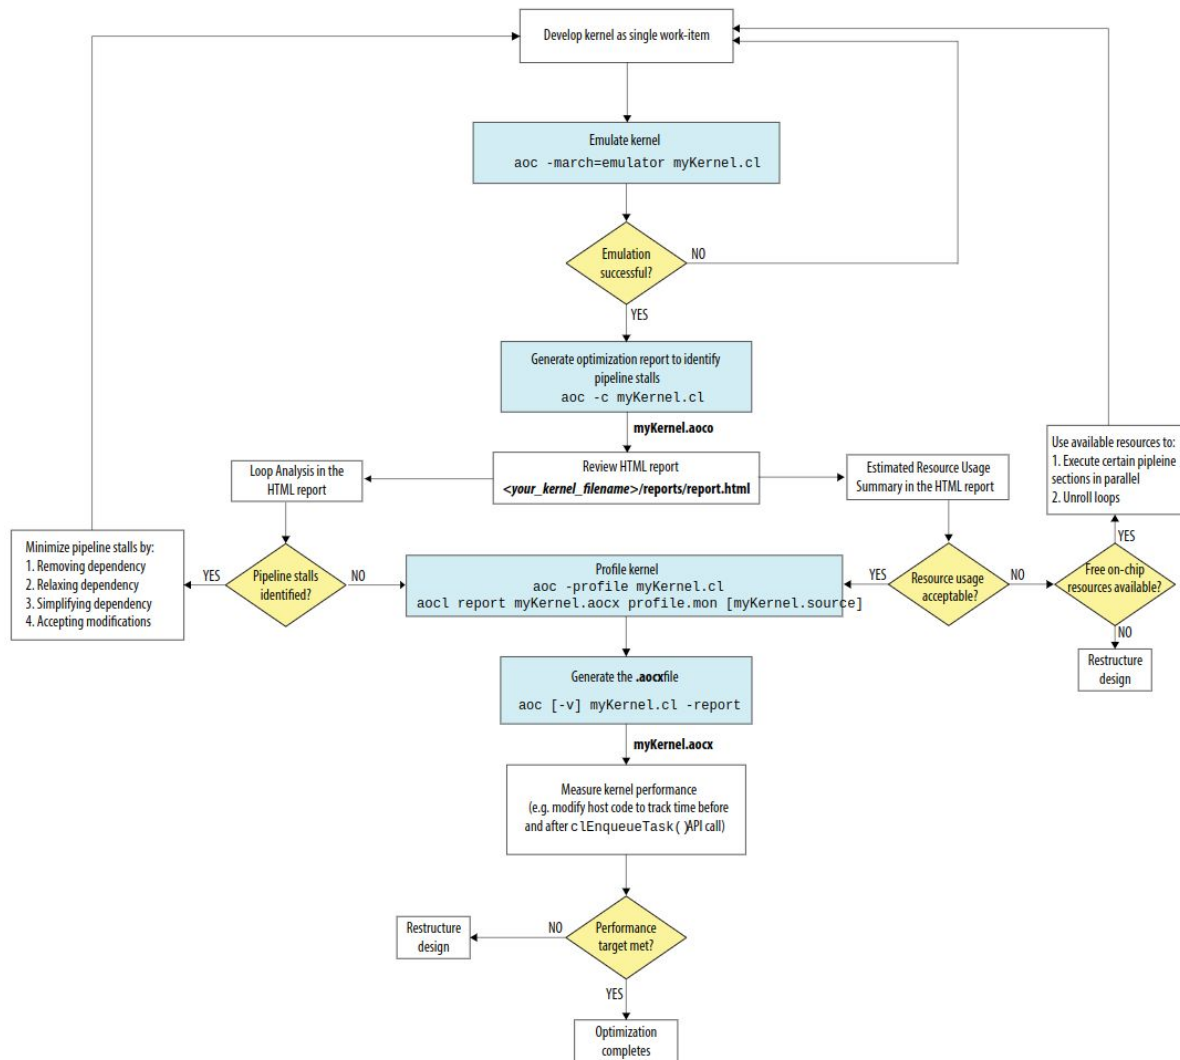 Develop kernel as single work-item
Emulate kernel
aoc -march=emulator myKernel.cl
Emulation
successful?
NO
YES
Generate optimization report to identify
pipeline stalls
aoc -c myKernel.cl
myKernel.aoco
Review HTML report
<your_kernel_filename>/reports/report.html
Loop Analysis in the
HTML report
Estimated Resource Usage
Summary in the HTML report
Use available resources to:
1. Execute certain pipleine
sections in parallel
2. Unroll loops
YES
Minimize pipeline stalls by:
1. Removing dependency
2. Relaxing dependency
3. Simplifying dependency
4. Accepting modifications
YES
Pipeline stalls
identified?
NO
Profile kernel
aoc -profile myKernel.cl
aocl report myKernel.aocx profile.mon [myKernel.source]
YES
Resource usage
acceptable?
NO
Free on-chip
resources available?
NO
Restructure
design
Generate the .aocxfile
aoc [-v] myKernel.cl -report
myKernel.aocx
Measure kernel performance
(e.g. modify host code to track time before
and after clEnqueueTask() API call)
Performance
target met?
NO
Restructure
design
YES
Optimization
completes